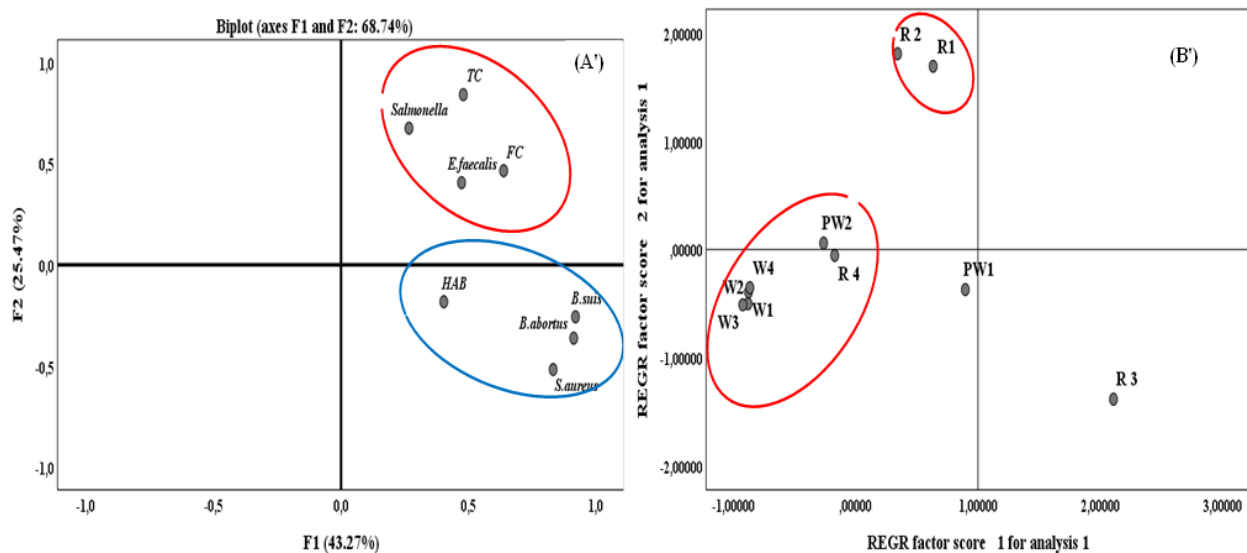 Biplot (axes F1 and F2: 68.74%)
(A')
1,0
TC
Salmonella
0,5
FC
E.faecalis
0,0
HAB
B.suis
B.abortus
-0,5
S.aureus
-1,0
-1,0
-0,5
0,0
0,5
1,0
F2 (25.47%)
F1 (43.27%)
(B')
2,00000
R 2
R1
1,00000
,00000
PW2
R 4
PW1
W4
W2
W1
W3
-1,00000
R 3
-2,00000
-1,00000
,00000
1,00000
2,00000
3,00000
REGR factor score 2 for analysis 1
REGR factor score 1 for analysis 1